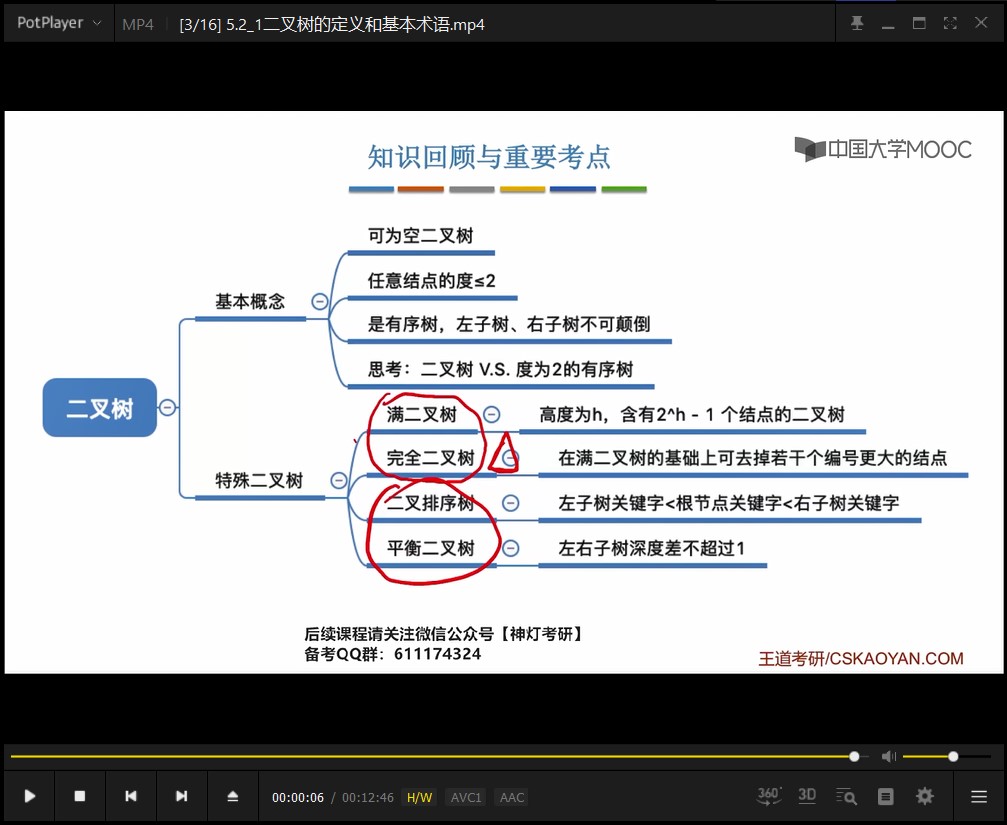 PotPlayer MP4 [3/16] 5.2_1二叉树的定义和基本术语.mp4
知识回顾与重要考点
中国大学MOOC
可为空二叉树
任意结点的度≤2
基本概念
是有序树，左子树、右子树不可颠倒
思考：二叉树 V.S. 度为2的有序树
二叉树
满二叉树 高度为h，含有2^h - 1 个结点的二叉树
完全二叉树 在满二叉树的基础上可去掉若干个编号更大的结点
特殊二叉树
二叉排序树 左子树关键字<根节点关键字<右子树关键字
平衡二叉树 左右子树深度差不超过1
后续课程请关注微信公众号【神灯考研】
备考QQ群：611174324
王道考研/CSKAOYAN.COM
00:00:06 / 00:12:46 H/W AVC1 AAC 360° 3D